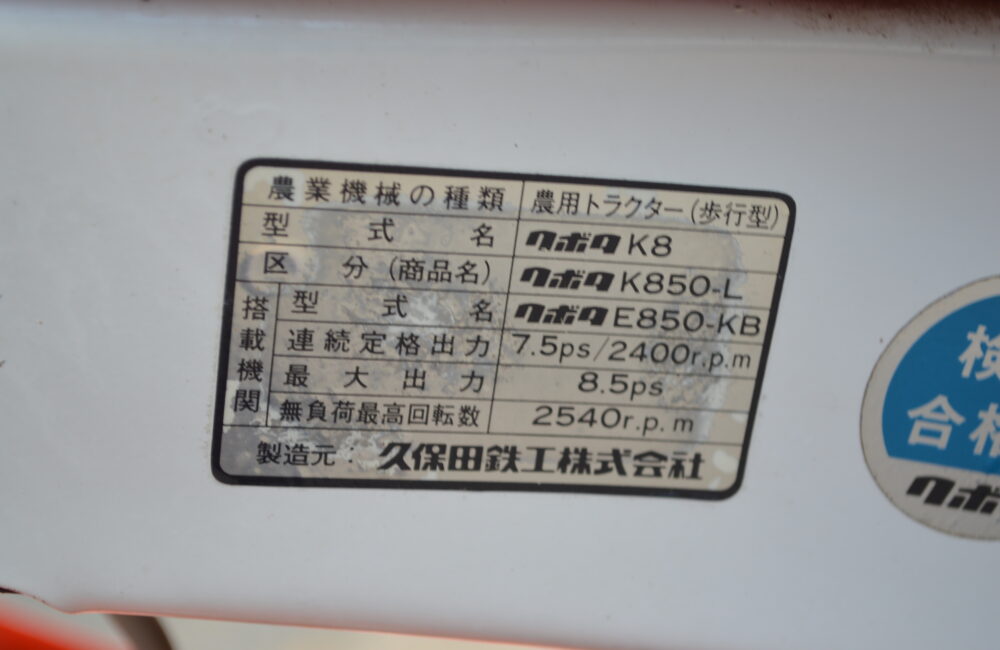 農業機械の種類 農用トラクター(歩行型)
型式名 クボタ K8
区分(商品名) クボタ K850-L
搭載機関
型式名 クボタ E850-KB
連続定格出力 7.5ps/2400r.p.m
最大出力 8.5ps
無負荷最高回転数 2540r.p.m
製造元: 久保田鉄工株式会社
検
合格
クボ